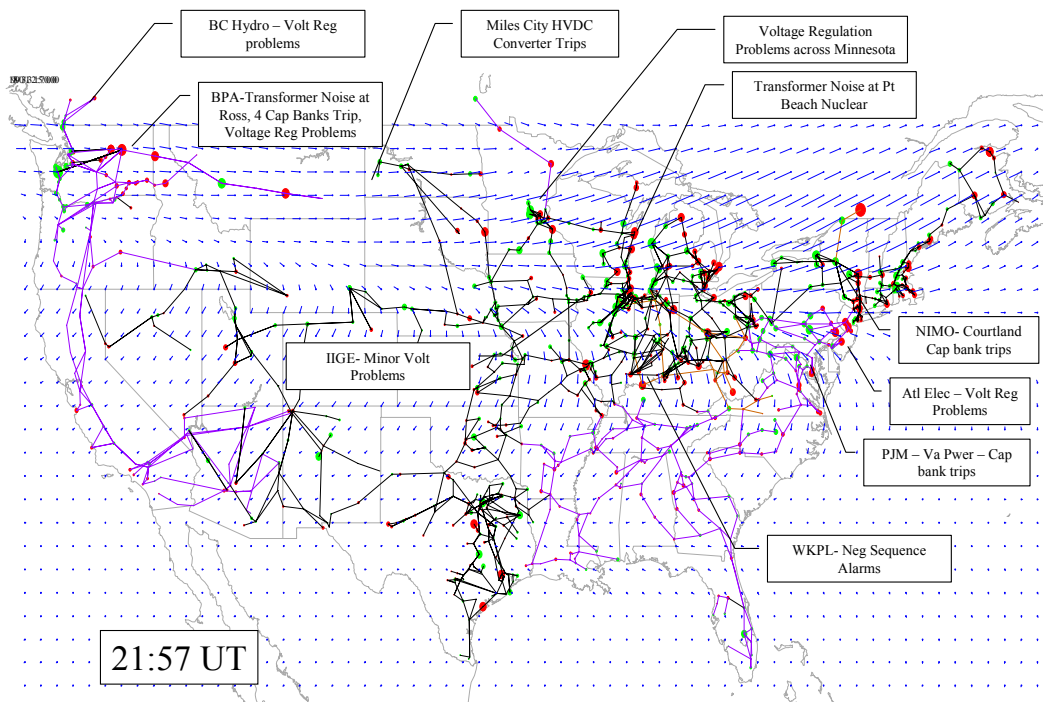 BC Hydro – Volt Reg
problems
Miles City HVDC
Converter Trips
Voltage Regulation
Problems across Minnesota
BPA-Transformer Noise at
Ross, 4 Cap Banks Trip,
Voltage Reg Problems
Transformer Noise at Pt
Beach Nuclear
IIGE- Minor Volt
Problems
NIMO- Courtland
Cap bank trips
Atl Elec – Volt Reg
Problems
PJM – Va Pwer – Cap
bank trips
WKPL- Neg Sequence
Alarms
21:57 UT